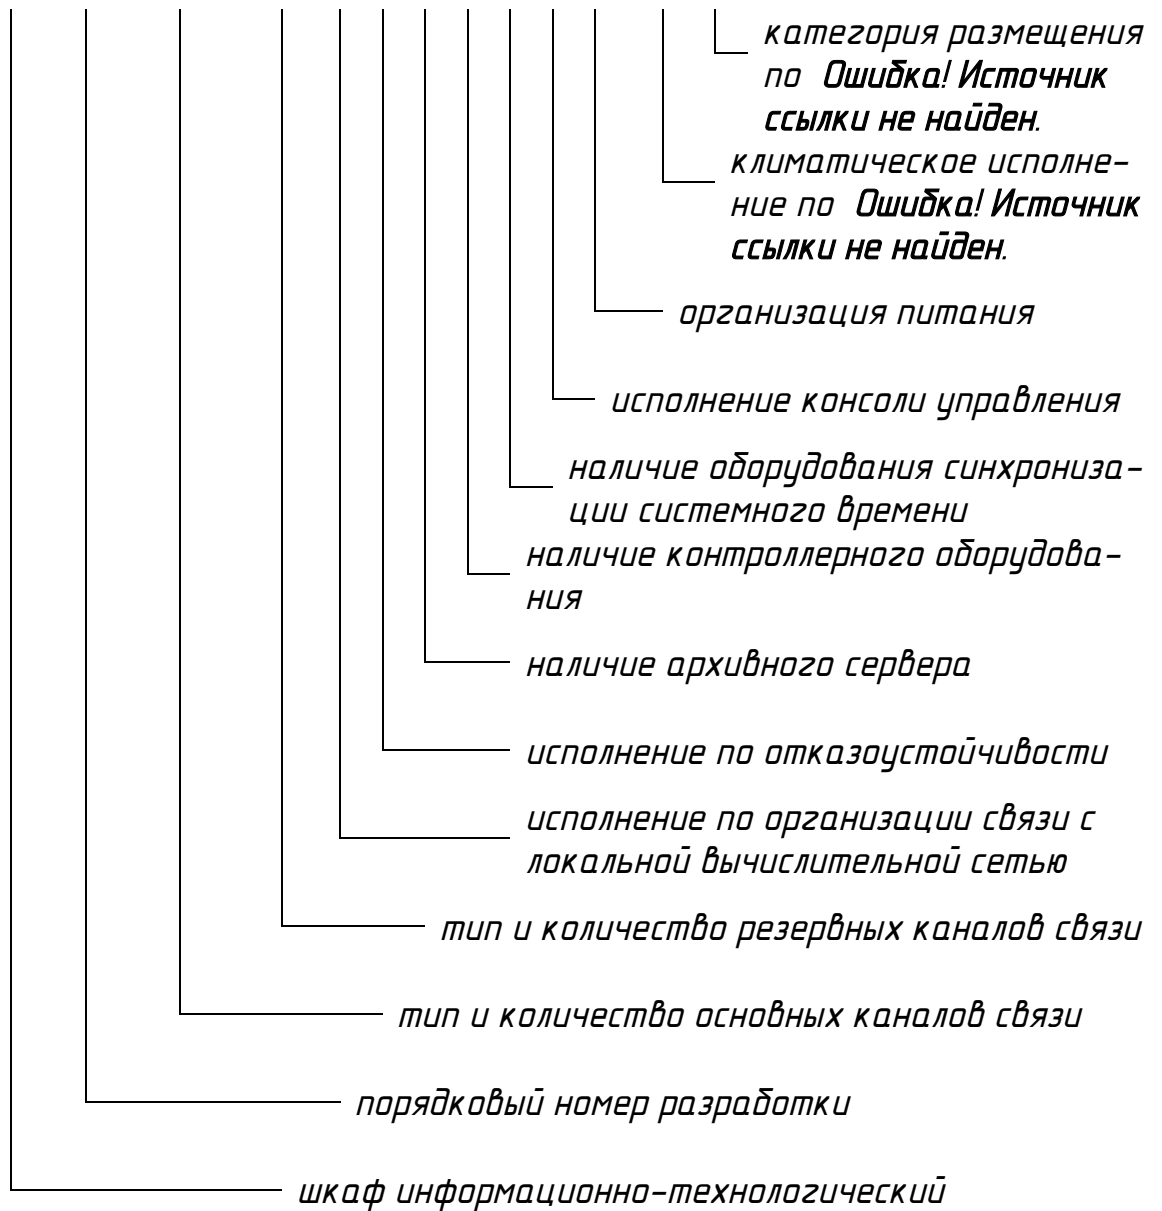 категория размещения
по Ошибка! Источник
ссылки не найден.
климатическое исполне-
ние по Ошибка! Источник
ссылки не найден.
организация питания
исполнение консоли управления
наличие оборудования синхрониза-
ции системного времени
наличие контроллерного оборудова-
ния
наличие архивного сервера
исполнение по отказоустойчивости
исполнение по организации связи с
локальной вычислительной сетью
тип и количество резервных каналов связи
тип и количество основных каналов связи
порядковый номер разработки
шкаф информационно-технологический